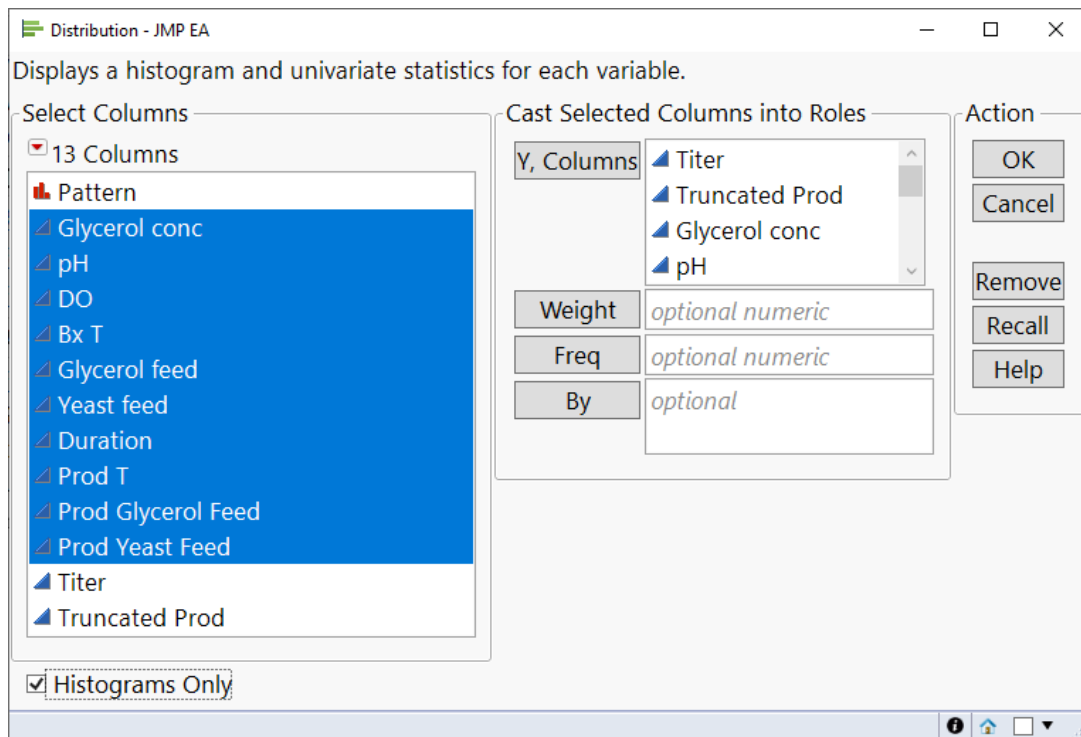 Distribution - JMP EA
Displays a histogram and univariate statistics for each variable.
Select Columns
13 Columns
Pattern
Glycerol conc
pH
DO
Bx T
Glycerol feed
Yeast feed
Duration
Prod T
Prod Glycerol Feed
Prod Yeast Feed
Titer
Truncated Prod
Histograms Only
Cast Selected Columns into Roles
Y, Columns
Titer
Truncated Prod
Glycerol conc
pH
Weight
optional numeric
Freq
optional numeric
By
optional
Action
OK
Cancel
Remove
Recall
Help